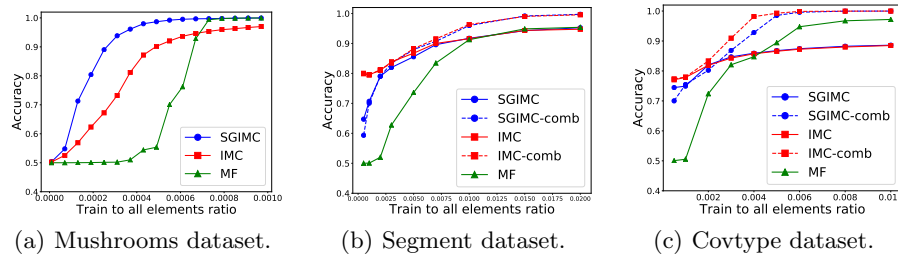 Accuracy
1.0
0.9
0.8
0.7
0.6
0.5
0.4
0.0000
0.0002
0.0004
0.0006
0.0008
0.0010
Train to all elements ratio
SGIMC
IMC
MF
(a) Mushrooms dataset.
Accuracy
1.0
0.9
0.8
0.7
0.6
0.5
0.4
0.0000
0.0025
0.0050
0.0075
0.0100
0.0125
0.0150
0.0175
0.0200
Train to all elements ratio
SGIMC
SGIMC-comb
IMC
IMC-comb
MF
(b) Segment dataset.
Accuracy
1.0
0.9
0.8
0.7
0.6
0.5
0.4
0.000
0.002
0.004
0.006
0.008
Train to all elements ratio
SGIMC
SGIMC-comb
IMC
IMC-comb
MF
(c) Covtype dataset.